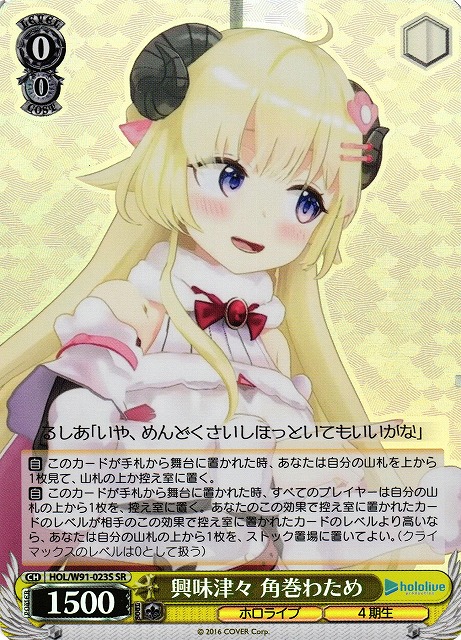 LEVEL
0
0
COST
るしあ「いや、めんどくさいしほっといてもいいがな」
自 このカードが手札から舞台に置かれた時、あなたは自分の山札を上から
1枚見て、山札の上か控え室に置く。
自 このカードが手札から舞台に置かれた時、すべてのプレイヤーは自分の山
札の上から1枚を、控え室に置く。あなたのこの効果で控え室に置かれたカー
ドのレベルが相手のこの効果で控え室に置かれたカードのレベルより高いな
ら、あなたは自分の山札の上から1枚を、ストック置場に置いてよい。(クライ
マックスのレベルは0として扱う)
CH HOL/W91-023S SR
POWER 1500 SOUL
興味津々 角巻わため
hololive production
ホロライブ 4期生
© 2016 COVER Corp.